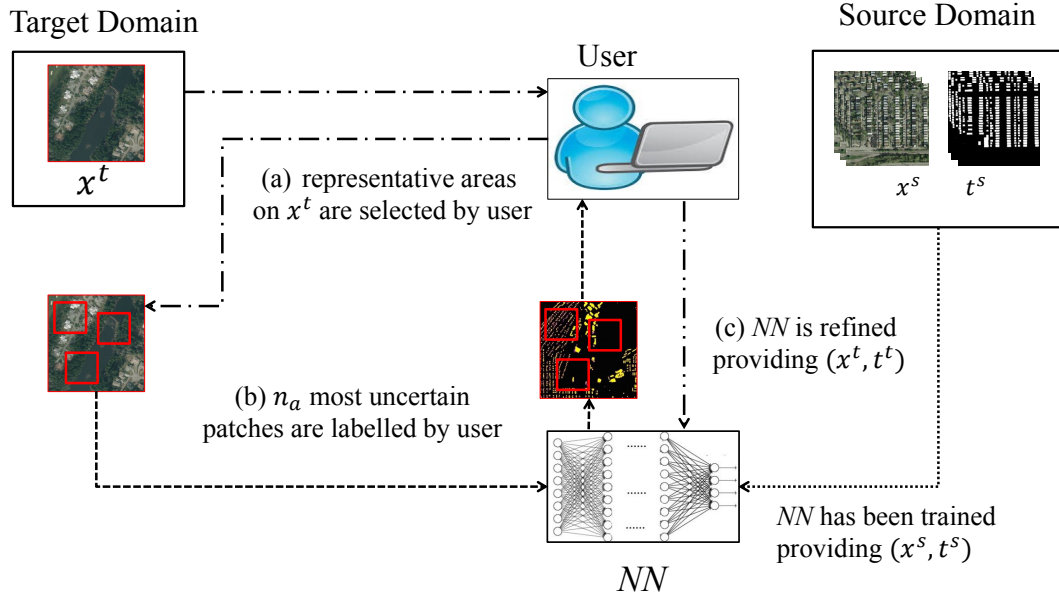 Target Domain
Source Domain
User
x^t
x^s
t^s
(a) representative areas
on x^t are selected by user
(c) NN is refined
providing (x^t, t^t)
(b) n_a most uncertain
patches are labelled by user
......
......
......
NN has been trained
providing (x^s, t^s)
NN